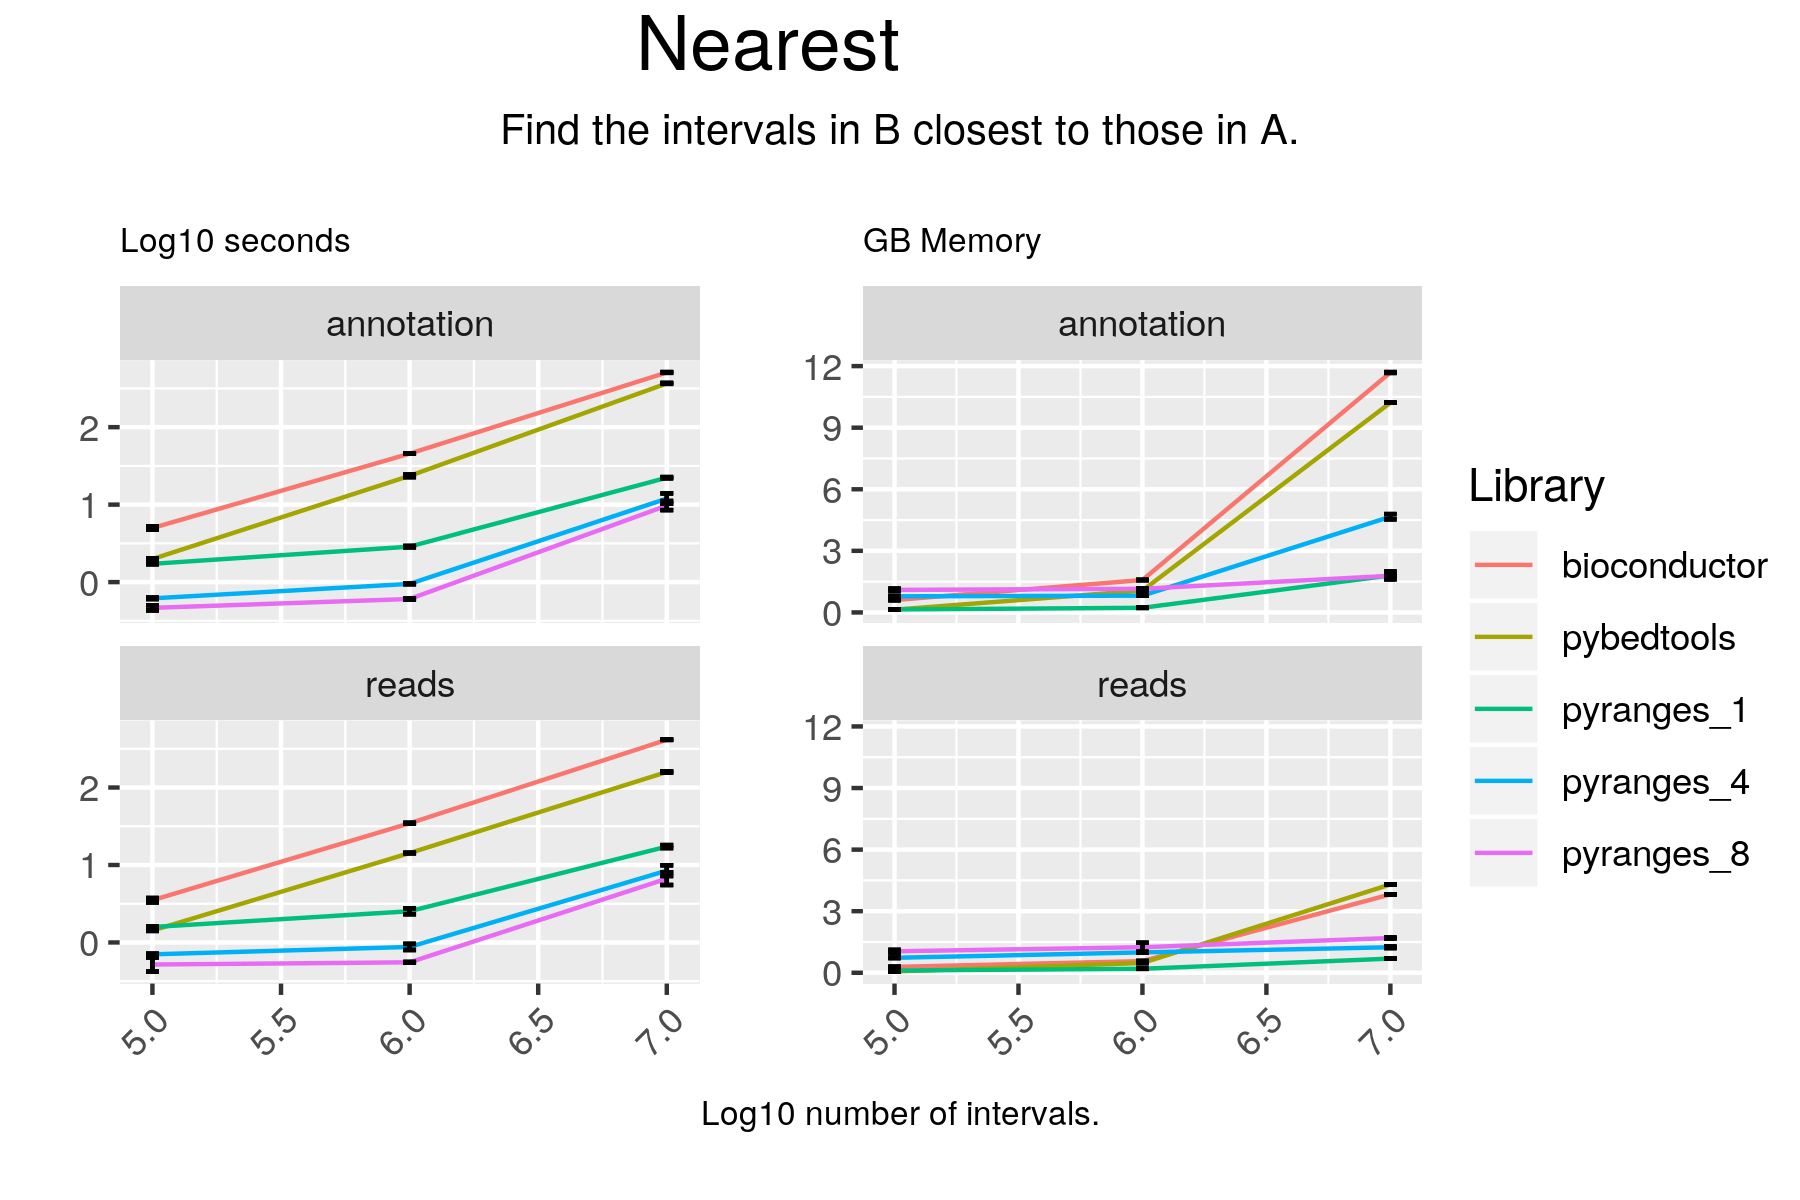 Nearest
Find the intervals in B closest to those in A.
Log10 seconds
GB Memory
annotation
annotation
2
1
0
12
9
6
3
0
reads
reads
2
1
0
12
9
6
3
0
5.0 5.5 6.0 6.5 7.0
5.0 5.5 6.0 6.5 7.0
Log10 number of intervals.
Library
bioconductor
pybedtools
pyranges_1
pyranges_4
pyranges_8